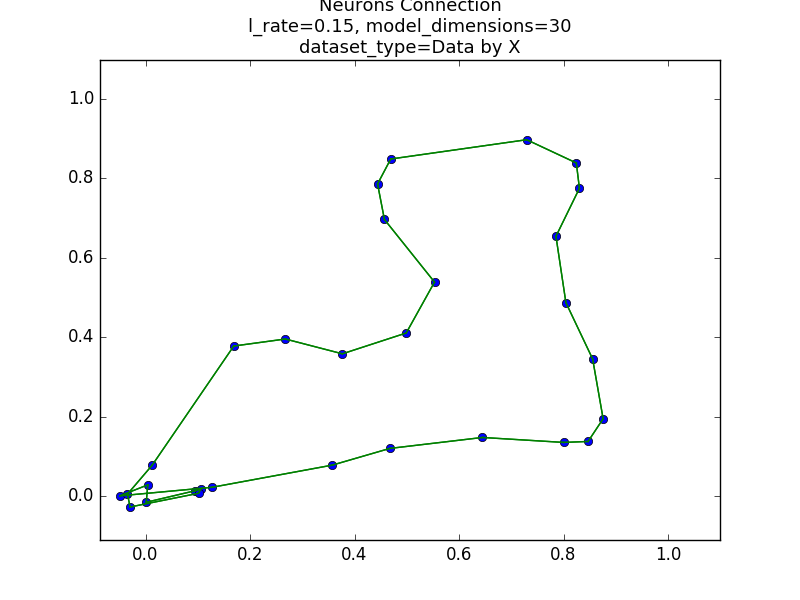 Neurons Connection
l_rate=0.15, model_dimensions=30
dataset_type=Data by X
1.0
0.8
0.6
0.4
0.2
0.0
0.0 0.2 0.4 0.6 0.8 1.0